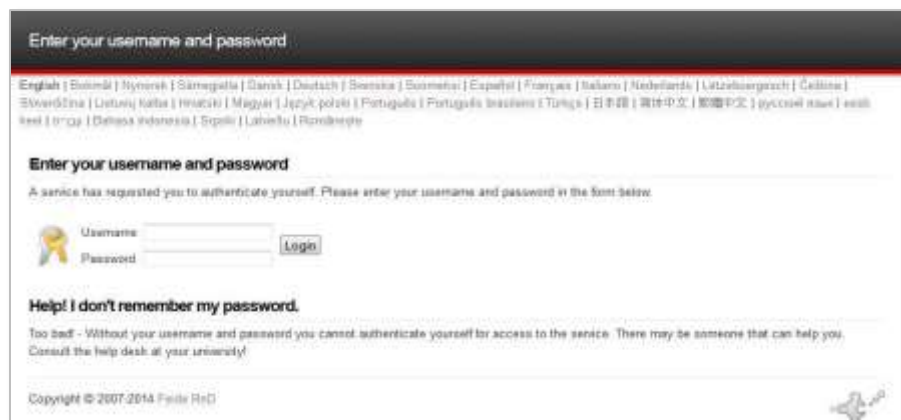 Enter your username and password
English | Bokmål | Nynorsk | Sámegiella | Dansk | Deutsch | Svenska | Suomeksi | Español | Français | Italiano | Nederlands | Lëtzebuergesch | Čeština |
Slovenščina | Lietuvių kalba | Hrvatski | Magyar | Język polski | Português | Português brasileiro | Türkçe | 日本語 | 简体中文 | 繁體中文 | русский язык | eesti
keel | עברית | Bahasa Indonesia | Srpski | Latviešu | Românește
Enter your username and password
A service has requested you to authenticate yourself. Please enter your username and password in the form below.
Username
Login
Password
Help! I don't remember my password.
Too bad! - Without your username and password you cannot authenticate yourself for access to the service. There may be someone that can help you.
Consult the help desk at your university!
Copyright © 2007-2014 Feide RnD